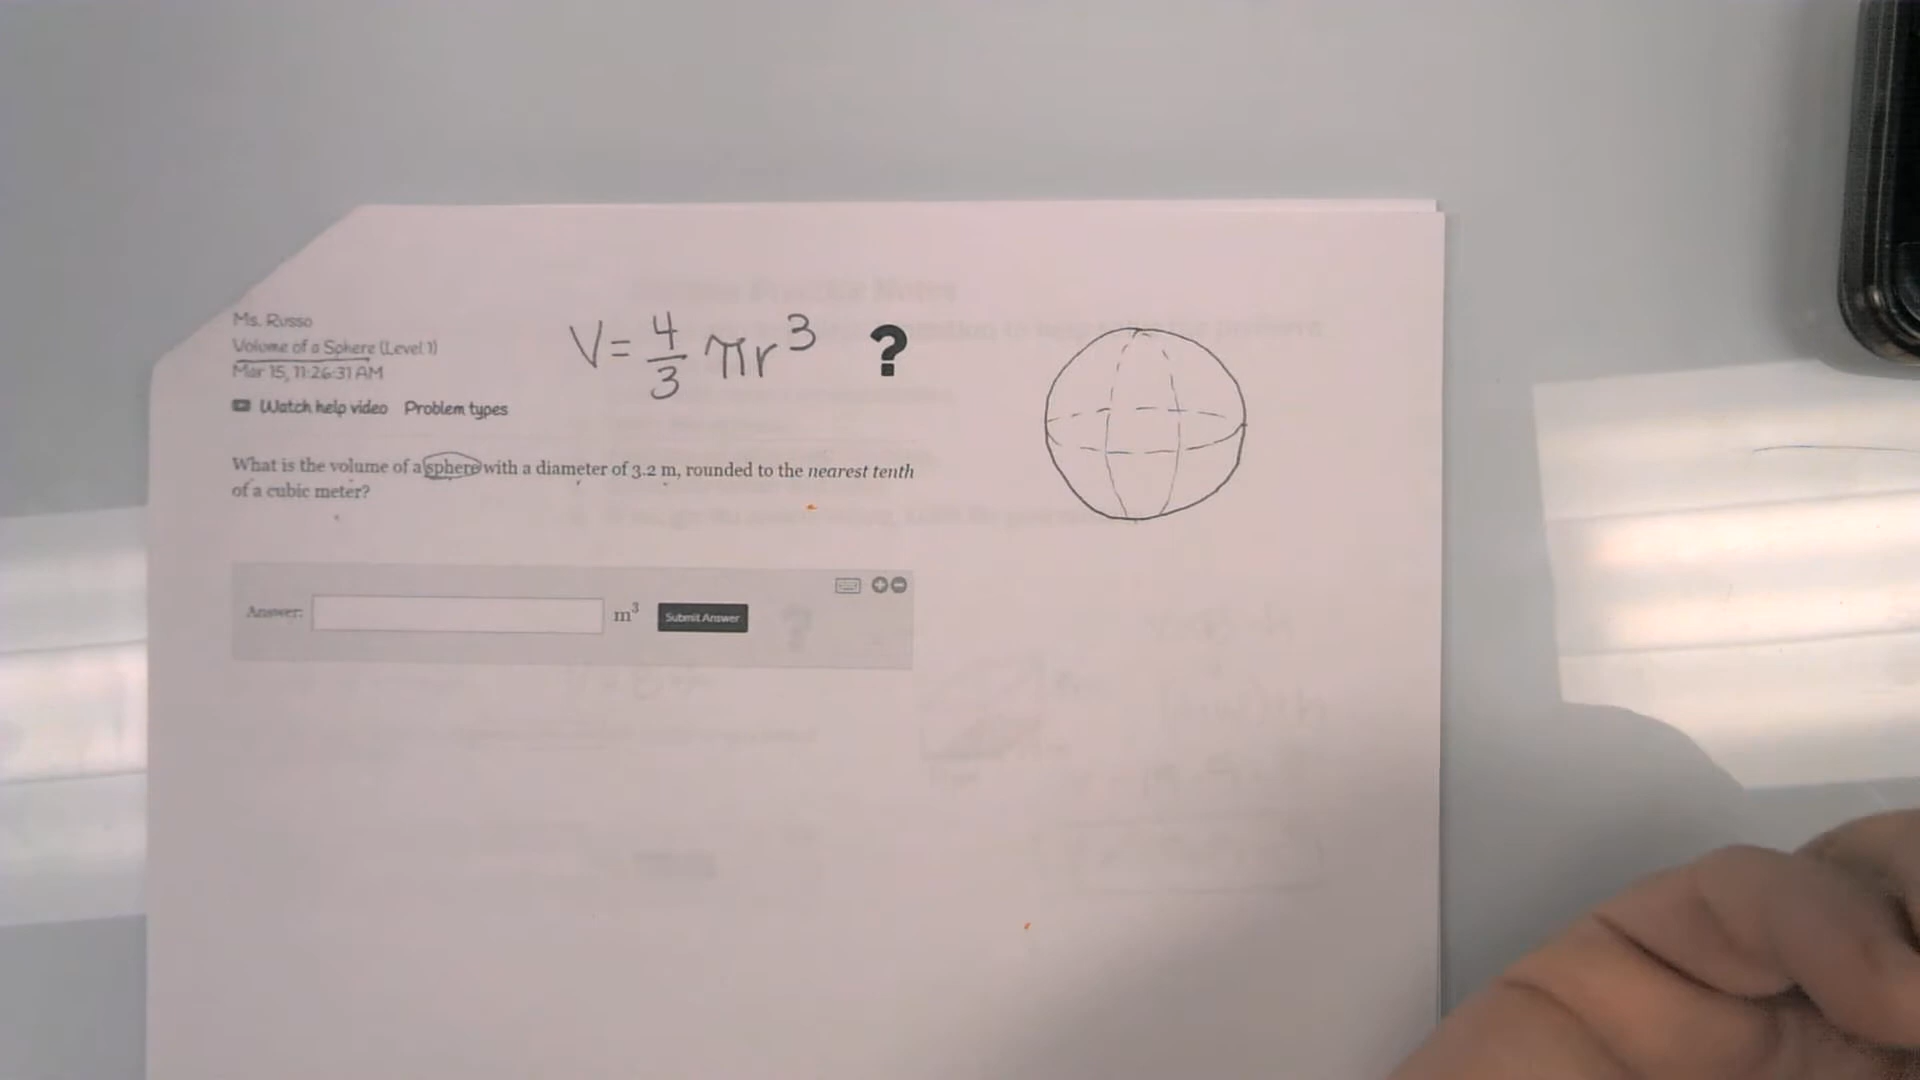 Ms. Russo
Volume of a Sphere (Level 1)
Mar 15, 11:26:31 AM
Watch help video Problem types
V = 4/3 πr³ ?
What is the volume of a sphere with a diameter of 3.2 m, rounded to the nearest tenth
of a cubic meter?
Answer: m³ Submit Answer